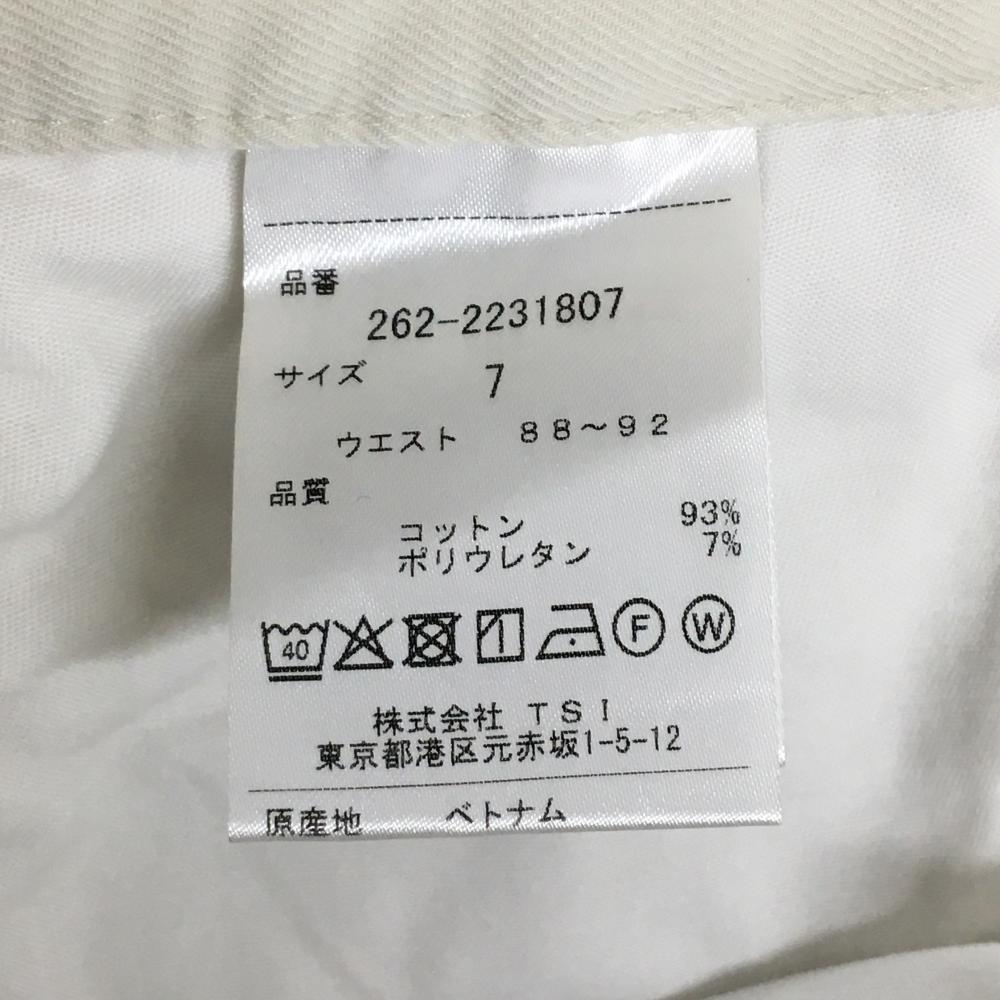 品番
262-2231807
サイズ 7
ウエスト 88～92
品質
コットン 93%
ポリウレタン 7%
40 F W
株式会社 TSI
東京都港区元赤坂1-5-12
原産地 ベトナム